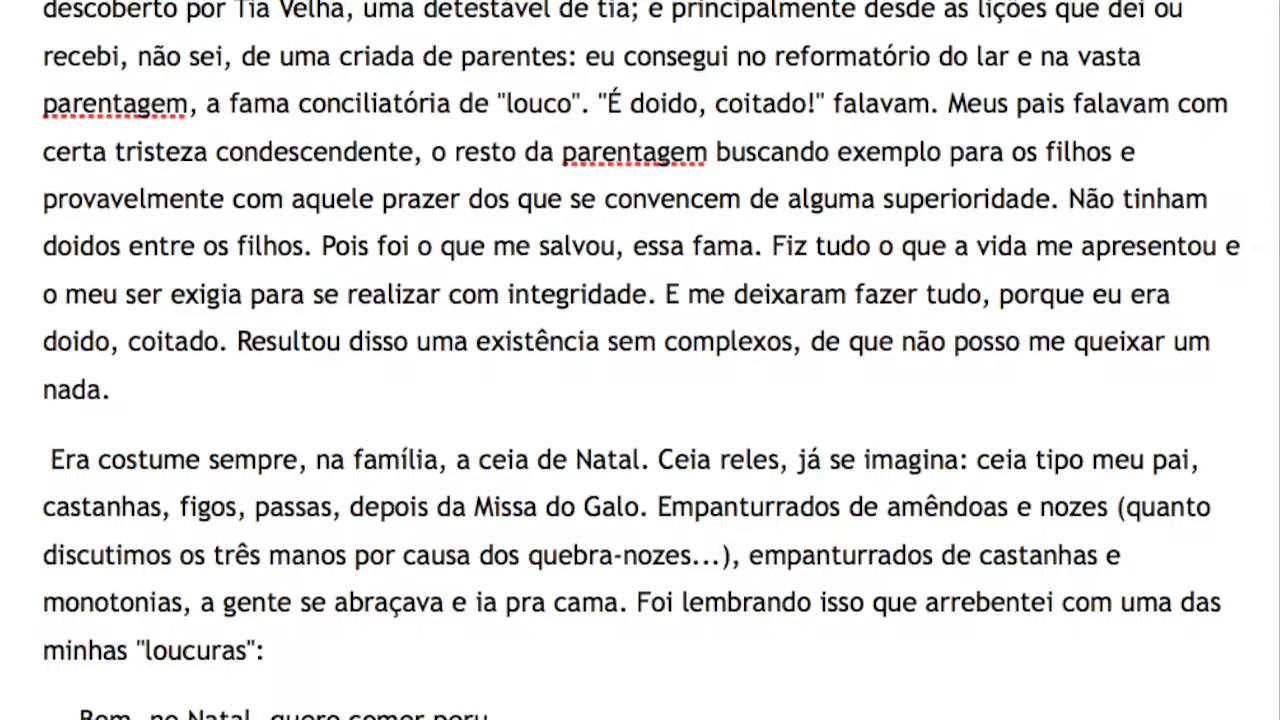 descoberto por Tia Velha, uma detestável de tia; e principalmente desde as lições que dei ou
recebi, não sei, de uma criada de parentes: eu consegui no reformatório do lar e na vasta
parentagem, a fama conciliatória de "louco". "É doido, coitado!" falavam. Meus pais falavam com
certa tristeza condescendente, o resto da parentagem buscando exemplo para os filhos e
provavelmente com aquele prazer dos que se convencem de alguma superioridade. Não tinham
doidos entre os filhos. Pois foi o que me salvou, essa fama. Fiz tudo o que a vida me apresentou e
o meu ser exigia para se realizar com integridade. E me deixaram fazer tudo, porque eu era
doido, coitado. Resultou disso uma existência sem complexos, de que não posso me queixar um
nada.
Era costume sempre, na família, a ceia de Natal. Ceia reles, já se imagina: ceia tipo meu pai,
castanhas, figos, passas, depois da Missa do Galo. Empanturrados de amêndoas e nozes (quanto
discutimos os três manos por causa dos quebra-nozes...), empanturrados de castanhas e
monotonias, a gente se abraçava e ia pra cama. Foi lembrando isso que arrebentei com uma das
minhas "loucuras":
Bom, no Natal, quero comer peru